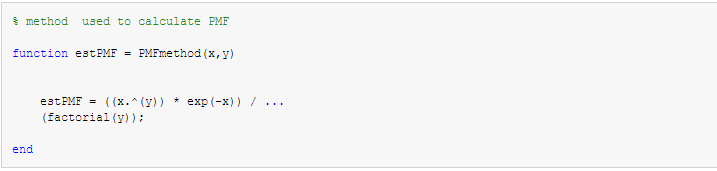 % method  used to calculate PMF
function estPMF = PMFmethod(x,y)
estPMF = ((x.^(y)) * exp(-x)) / ...
(factorial(y));
end